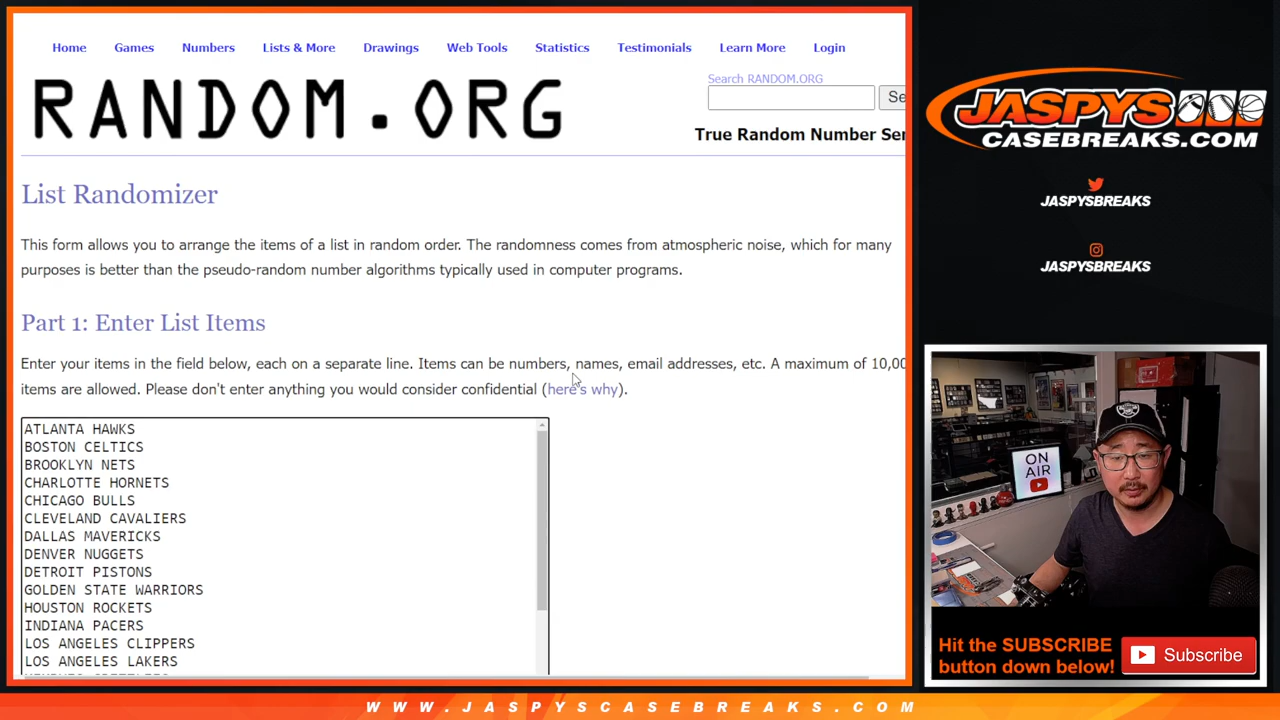 Home Games Numbers Lists & More Drawings Web Tools Statistics Testimonials Learn More Login
RANDOM.ORG
Search RANDOM.ORG
Se
True Random Number Ser
List Randomizer
This form allows you to arrange the items of a list in random order. The randomness comes from atmospheric noise, which for many
purposes is better than the pseudo-random number algorithms typically used in computer programs.
Part 1: Enter List Items
Enter your items in the field below, each on a separate line. Items can be numbers, names, email addresses, etc. A maximum of 10,00
items are allowed. Please don't enter anything you would consider confidential (here's why).
ATLANTA HAWKS
BOSTON CELTICS
BROOKLYN NETS
CHARLOTTE HORNETS
CHICAGO BULLS
CLEVELAND CAVALIERS
DALLAS MAVERICKS
DENVER NUGGETS
DETROIT PISTONS
GOLDEN STATE WARRIORS
HOUSTON ROCKETS
INDIANA PACERS
LOS ANGELES CLIPPERS
LOS ANGELES LAKERS
JASPYS
CASEBREAKS.COM
JASPYSBREAKS
JASPYSBREAKS
ON
AIR
Hit the SUBSCRIBE
button down below!
Subscribe
WWW.JASPYSCASEBREAKS.COM